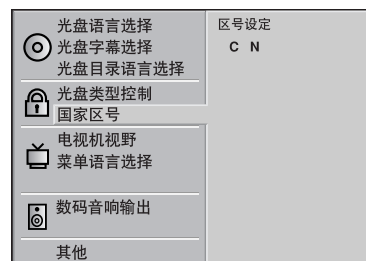 光盘语言选择
光盘字幕选择
光盘目录语言选择
光盘类型控制
国家区号
电视机视野
菜单语言选择
数码音响输出
其他
区号设定
C N